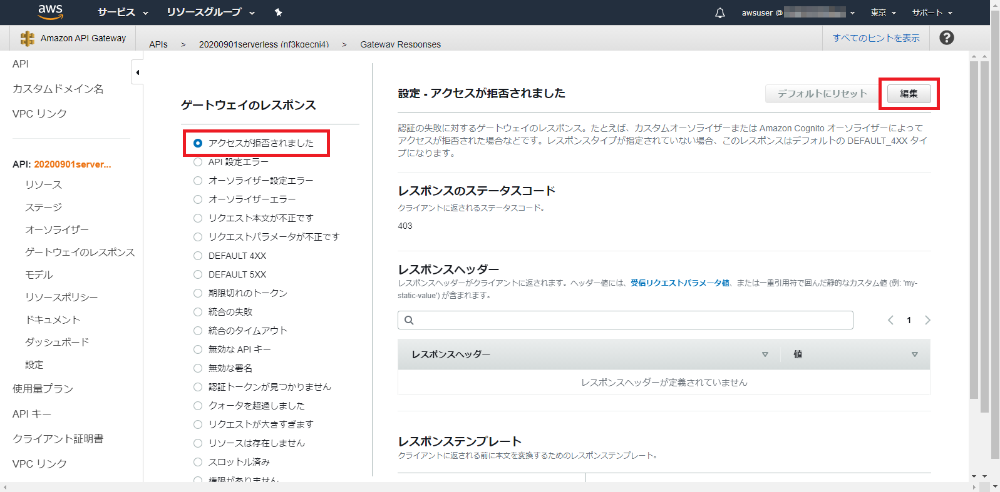 aws
サービス
リソースグループ
awsuser @
東京
サポート
Amazon API Gateway
APIs > 20200901serverless (nf3kqecnj4) > Gateway Responses
すべてのヒントを表示
?
API
カスタムドメイン名
VPC リンク
API: 20200901server...
リソース
ステージ
オーソライザー
ゲートウェイのレスポンス
モデル
リソースポリシー
ドキュメント
ダッシュボード
設定
使用量プラン
API キー
クライアント証明書
VPC リンク
ゲートウェイのレスポンス
アクセスが拒否されました
API 設定エラー
オーソライザー設定エラー
オーソライザーエラー
リクエスト本文が不正です
リクエストパラメータが不正です
DEFAULT 4XX
DEFAULT 5XX
期限切れのトークン
統合の失敗
統合のタイムアウト
無効な API キー
無効な署名
認証トークンが見つかりません
クォータを超過しました
リクエストが大きすぎます
リソースは存在しません
スロットル済み
権限がありません
設定 - アクセスが拒否されました
デフォルトにリセット
編集
認証の失敗に対するゲートウェイのレスポンス。たとえば、カスタムオーソライザーまたは Amazon Cognito オーソライザーによって
アクセスが拒否された場合などです。レスポンスタイプが指定されていない場合、このレスポンスはデフォルトの DEFAULT_4XX タイ
プになります。
レスポンスのステータスコード
クライアントに返されるステータスコード。
403
レスポンスヘッダー
レスポンスヘッダーがクライアントに返されます。ヘッダー値には、受信リクエストパラメータ値、または一重引用符で囲んだ静的なカスタム値 (例: 'my-
static-value') が含まれます。
1
レスポンスヘッダー
値
レスポンスヘッダーが定義されていません
レスポンステンプレート
クライアントに返される前に本文を変換するためのレスポンステンプレート。